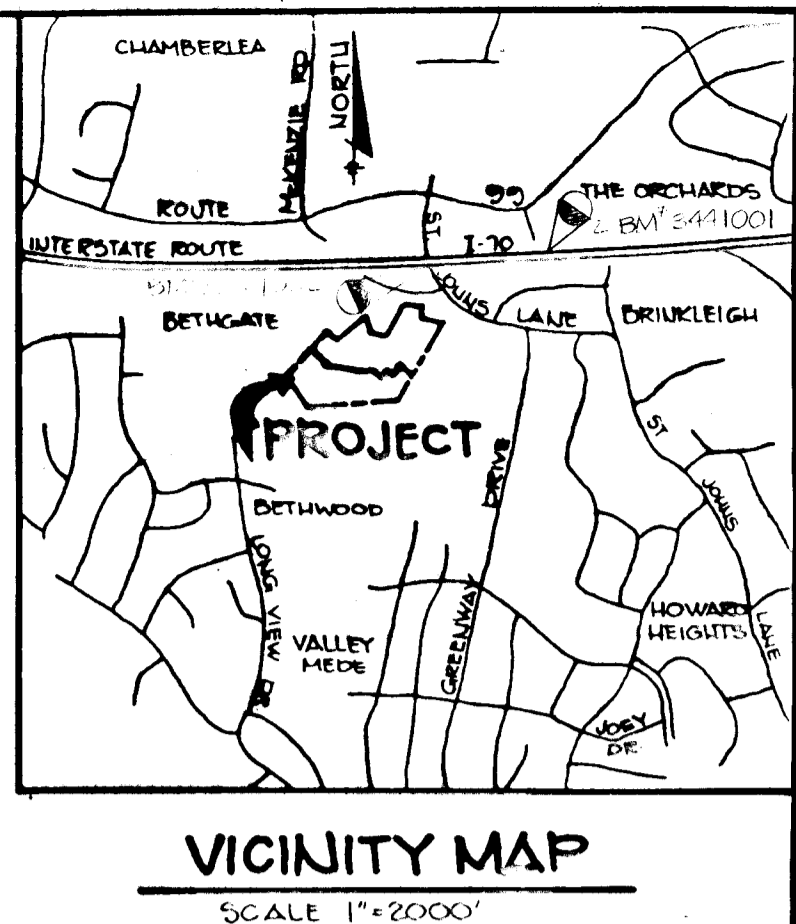 CHAMBERLEA
McKENZIE RD
NORTH
ROUTE 99
THE ORCHARDS
BM# 3441001
INTERSTATE ROUTE I-70
ST JOHNS LANE
BETHGATE
BRINKLEIGH
PROJECT
DRIVE
ST JOHNS LANE
BETHWOOD
LONG VIEW DR.
VALLEY
MEDE
GREENWAY
HOWARD
HEIGHTS
JOEY
DR.
VICINITY MAP
SCALE 1"=2000'